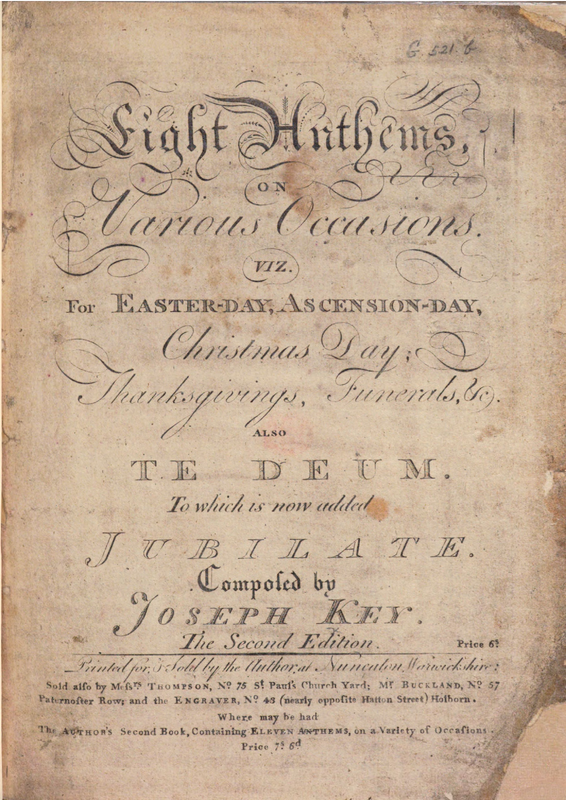 G. 521. b
Eight Anthems,
ON
Various Occasions.
VIZ.
For EASTER-DAY, ASCENSION-DAY,
Christmas Day;
Thanksgivings, Funerals, &c.
ALSO
TE DEUM.
To which is now added
JUBILATE.
Compoſed by
JOSEPH KEY.
The Second Edition. Price 6s.
Printed for, & Sold by the Author, at Nuneaton Warwickshire;
Sold alſo by Meſsrs. THOMPSON, No. 75 St. Paul's Church Yard; Mr. BUCKLAND, No. 57
Paternoſter Row; and the ENGRAVER, No. 43 (nearly oppoſite Hatton Street) Holborn.
Where may be had
The AUTHOR'S Second Book, Containing ELEVEN ANTHEMS, on a Variety of Occaſions.
Price 7s. 6d